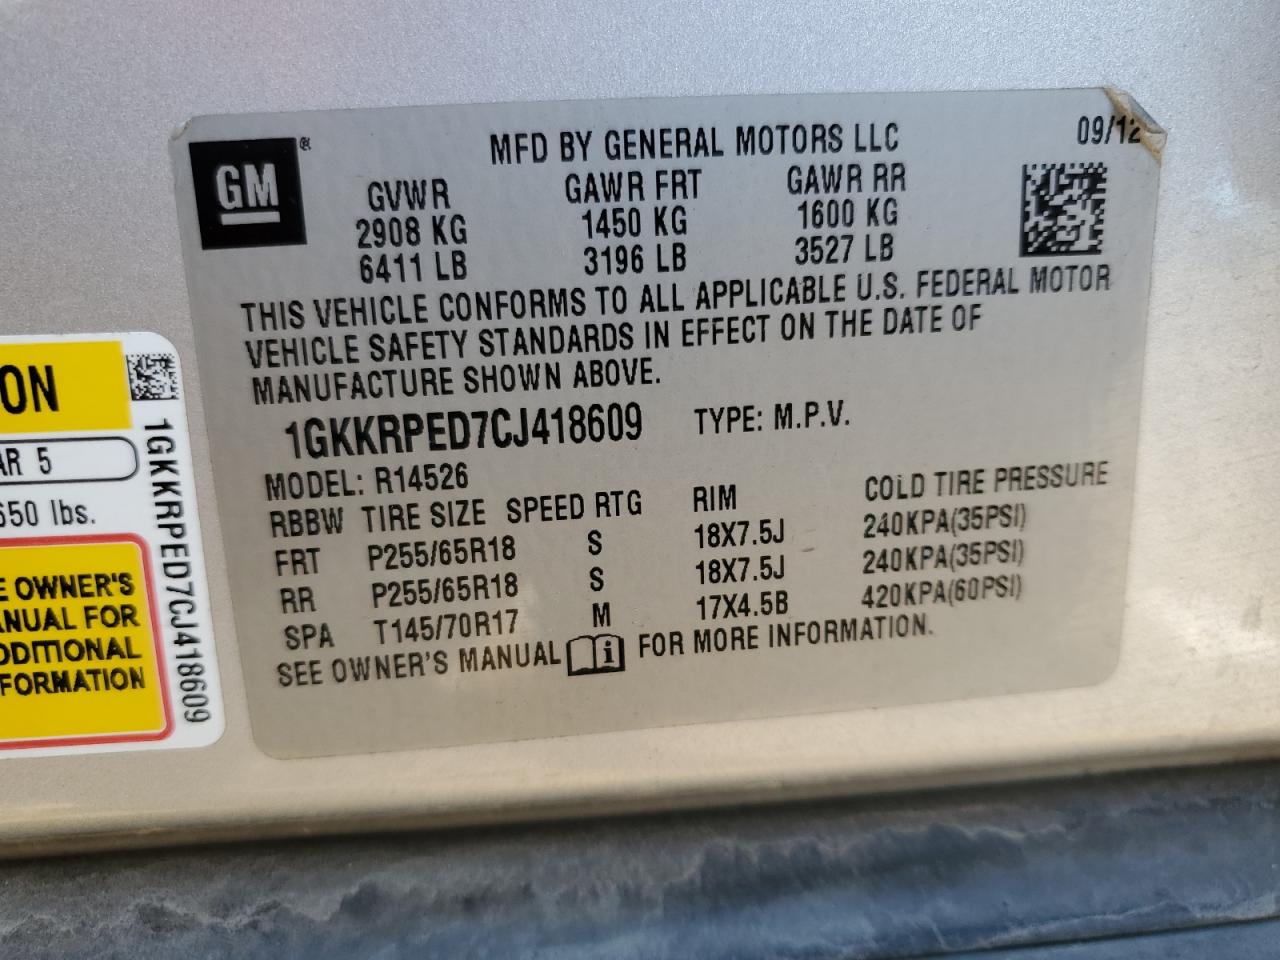 GM®
MFD BY GENERAL MOTORS LLC 09/12
GVWR GAWR FRT GAWR RR
2908 KG 1450 KG 1600 KG
6411 LB 3196 LB 3527 LB
THIS VEHICLE CONFORMS TO ALL APPLICABLE U.S. FEDERAL MOTOR
VEHICLE SAFETY STANDARDS IN EFFECT ON THE DATE OF
MANUFACTURE SHOWN ABOVE.
1GKKRPED7CJ418609 TYPE: M.P.V.
MODEL: R14526
RBBW TIRE SIZE SPEED RTG RIM COLD TIRE PRESSURE
FRT P255/65R18 S 18X7.5J 240KPA(35PSI)
RR P255/65R18 S 18X7.5J 240KPA(35PSI)
SPA T145/70R17 M 17X4.5B 420KPA(60PSI)
SEE OWNER'S MANUAL i FOR MORE INFORMATION.
ON
AR 5
650 lbs.
E OWNER'S
ANUAL FOR
DDITIONAL
FORMATION
1GKKRPED7CJ418609